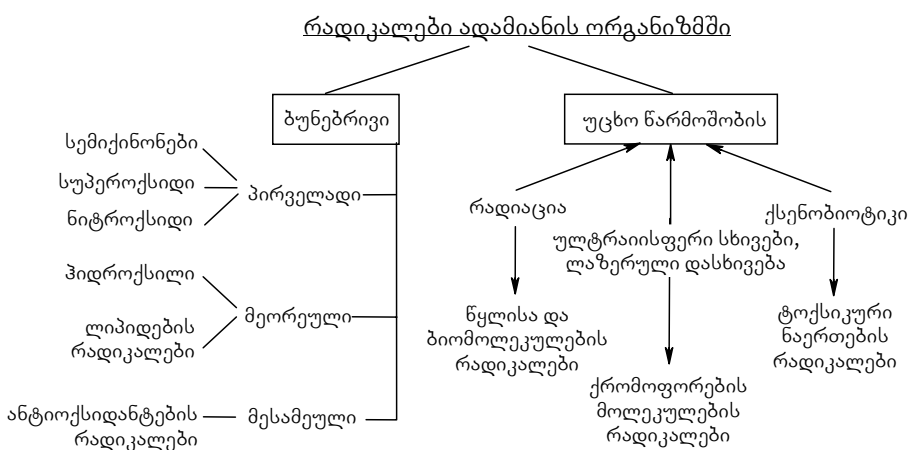 რადიკალები ადამიანის ორგანიზმში
ბუნებრივი
სემიქინონები
სუპეროქსიდი
ნიტროქსიდი
პირველადი
ჰიდროქსილი
ლიპიდების
რადიკალები
მეორეული
ანტიოქსიდანტების
რადიკალები
მესამეული
უცხო წარმოშობის
რადიაცია
წყლისა და
ბიომოლეკულების
რადიკალები
ულტრაიისფერი სხივები,
ლაზერული დასხივება
ქრომოფორების
მოლეკულების
რადიკალები
ქსენობიოტიკი
ტოქსიკური
ნაერთების
რადიკალები